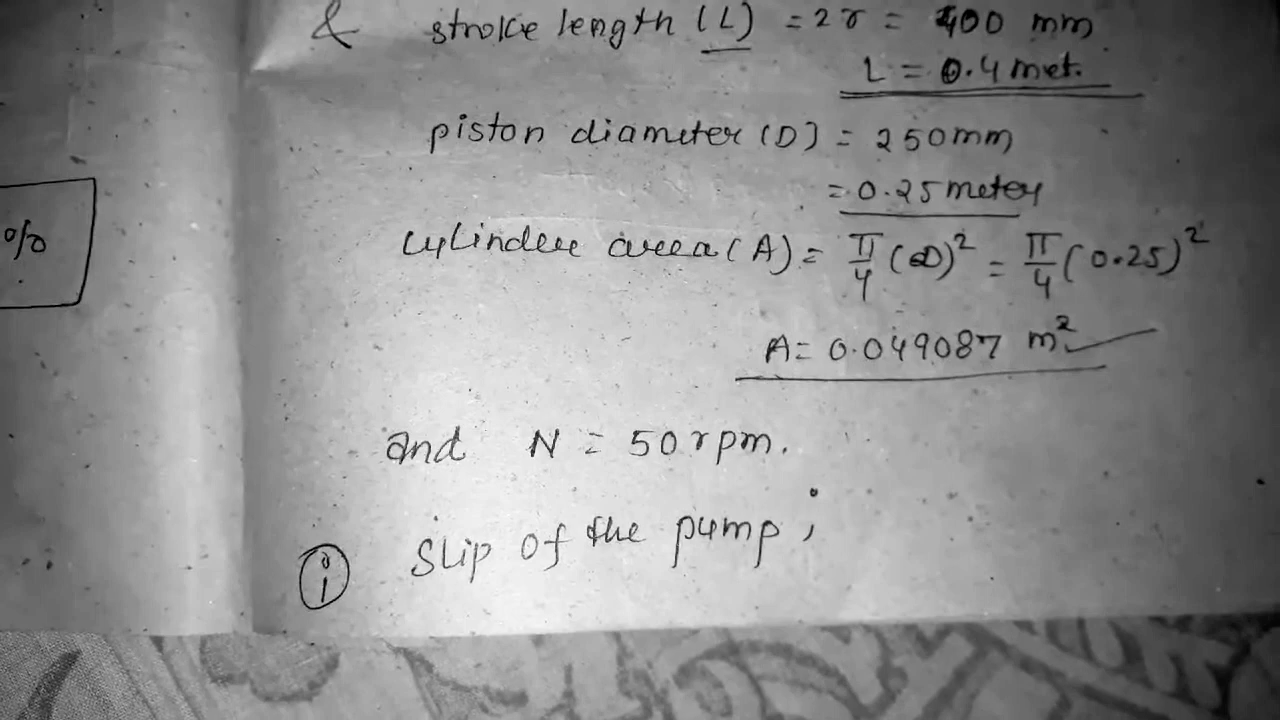 & stroke length (L) = 2r = 400 mm
L = 0.4 met.
piston diameter (D) = 250mm
= 0.25 meter
%
cylinder area (A) = π/4 (D)² = π/4 (0.25)²
A = 0.049087 m²
and N = 50 rpm.
i slip of the pump ;